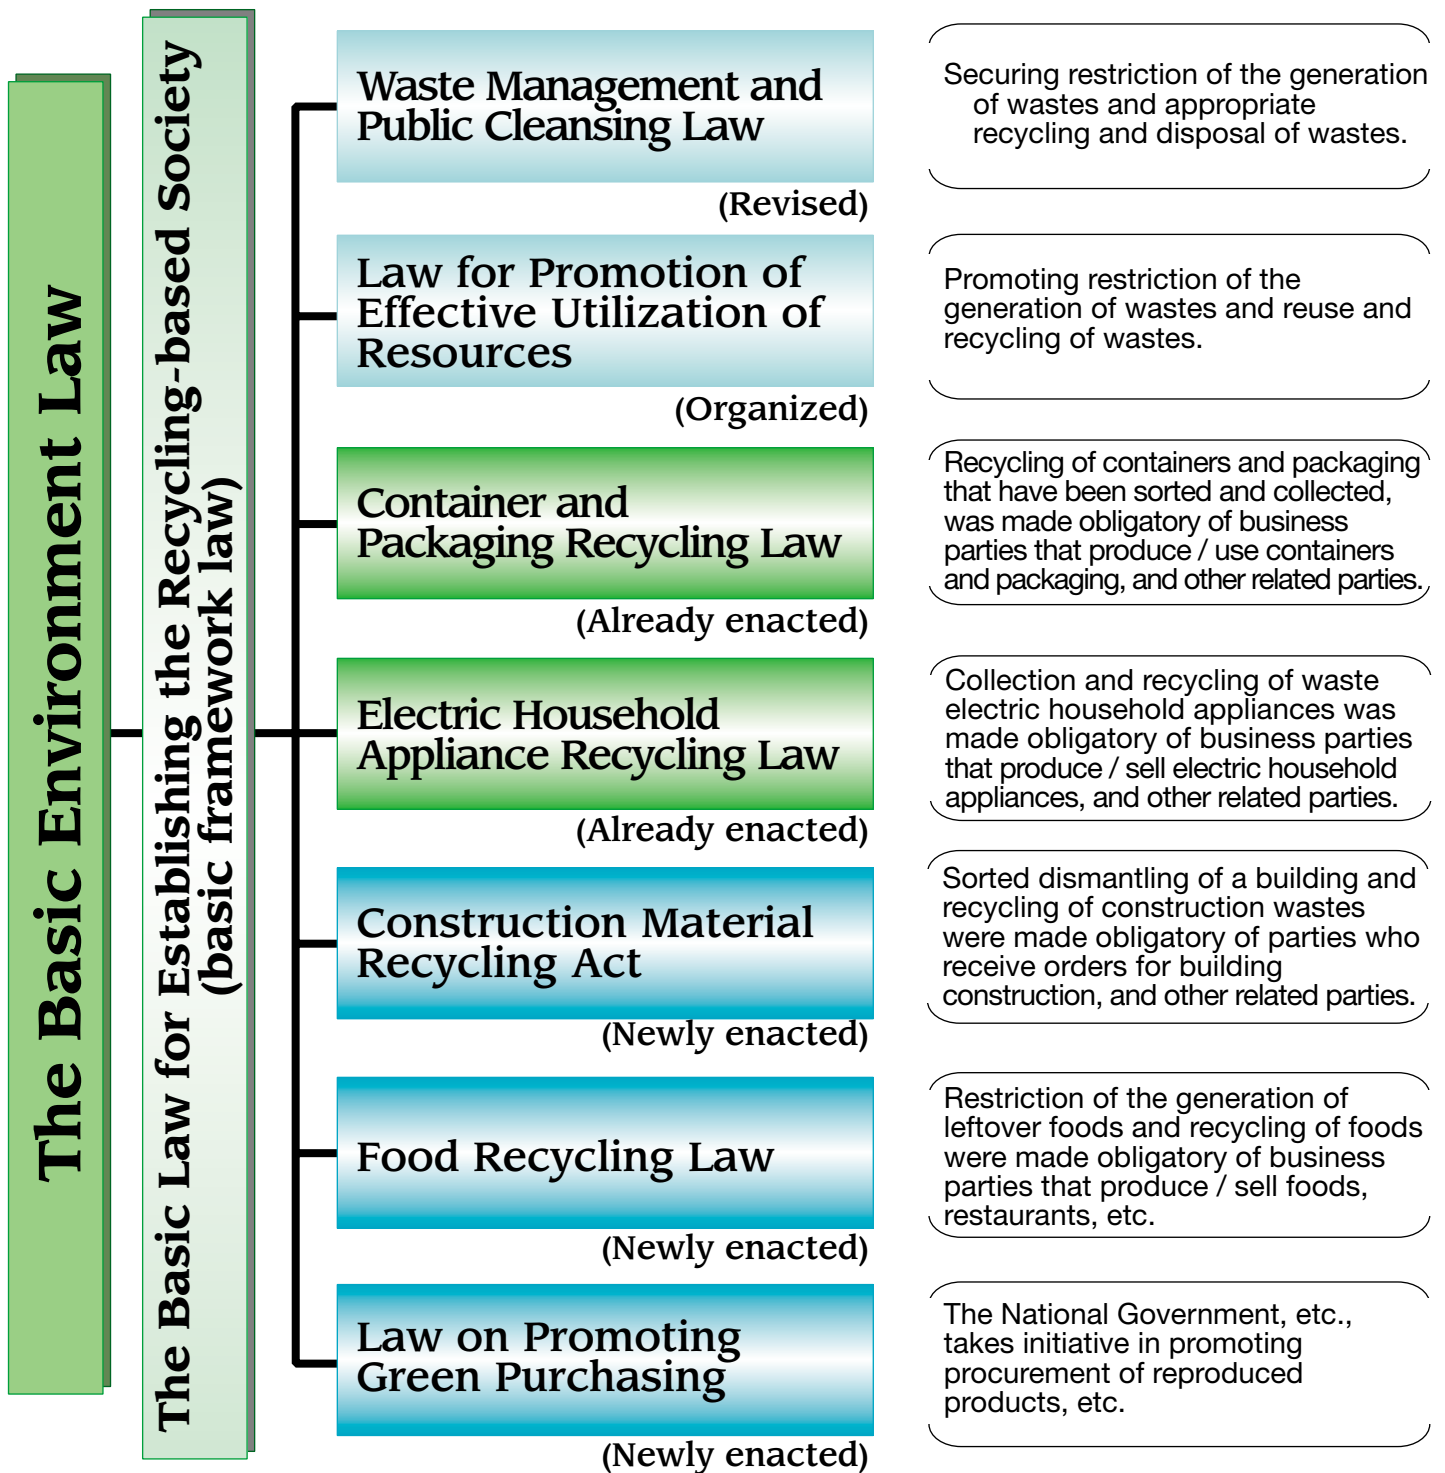 The Basic Environment Law
The Basic Law for Establishing the Recycling-based Society
(basic framework law)
Waste Management and
Public Cleansing Law
(Revised)
Securing restriction of the generation
of wastes and appropriate
recycling and disposal of wastes.
Law for Promotion of
Effective Utilization of
Resources
(Organized)
Promoting restriction of the
generation of wastes and reuse and
recycling of wastes.
Container and
Packaging Recycling Law
(Already enacted)
Recycling of containers and packaging
that have been sorted and collected,
was made obligatory of business
parties that produce / use containers
and packaging, and other related parties.
Electric Household
Appliance Recycling Law
(Already enacted)
Collection and recycling of waste
electric household appliances was
made obligatory of business parties
that produce / sell electric household
appliances, and other related parties.
Construction Material
Recycling Act
(Newly enacted)
Sorted dismantling of a building and
recycling of construction wastes
were made obligatory of parties who
receive orders for building
construction, and other related parties.
Food Recycling Law
(Newly enacted)
Restriction of the generation of
leftover foods and recycling of foods
were made obligatory of business
parties that produce / sell foods,
restaurants, etc.
Law on Promoting
Green Purchasing
(Newly enacted)
The National Government, etc.,
takes initiative in promoting
procurement of reproduced
products, etc.